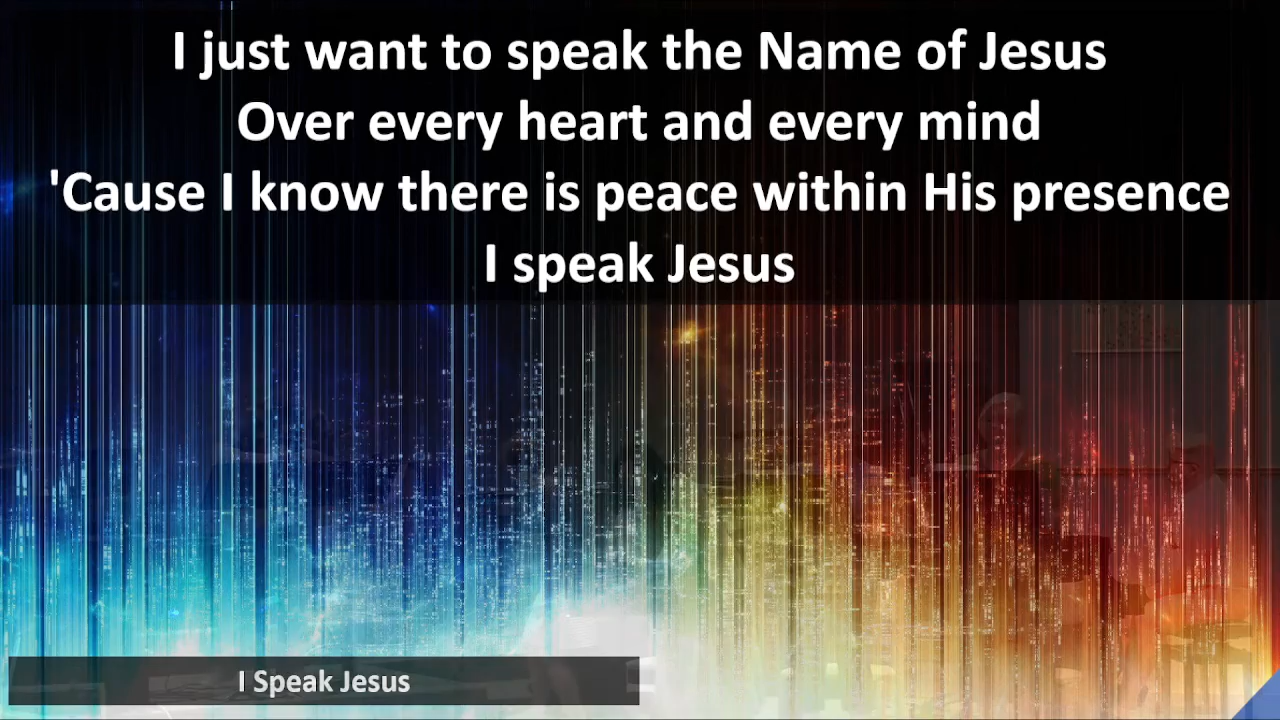 I just want to speak the Name of Jesus
Over every heart and every mind
'Cause I know there is peace within His presence
I speak Jesus
I Speak Jesus